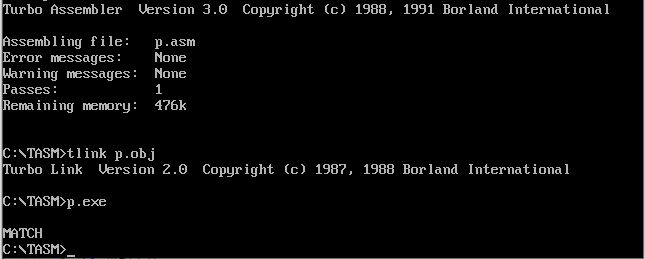 Turbo Assembler  Version 3.0  Copyright (c) 1988, 1991 Borland International
Assembling file:   p.asm
Error messages:    None
Warning messages:  None
Passes:            1
Remaining memory:  476k
C:\TASM>tlink p.obj
Turbo Link  Version 2.0  Copyright (c) 1987, 1988 Borland International
C:\TASM>p.exe
MATCH
C:\TASM>_